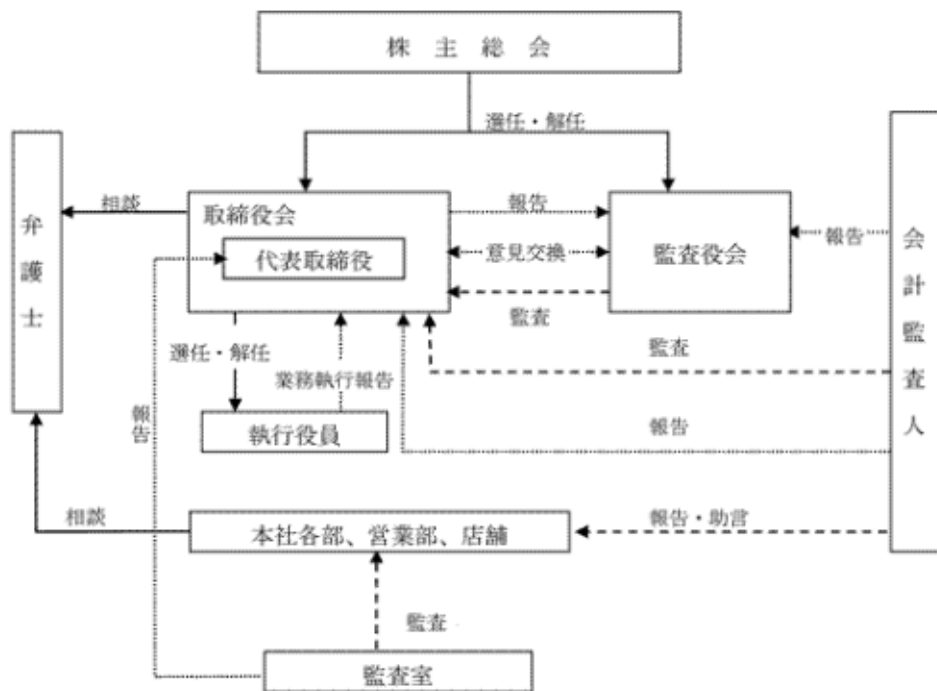 株主総会
選任・解任
弁護士
相談
取締役会
代表取締役
報告
意見交換
監査
監査役会
報告
会計監査人
選任・解任
業務執行報告
監査
執行役員
報告
報告
相談
本社各部、営業部、店舗
報告・助言
監査
監査室